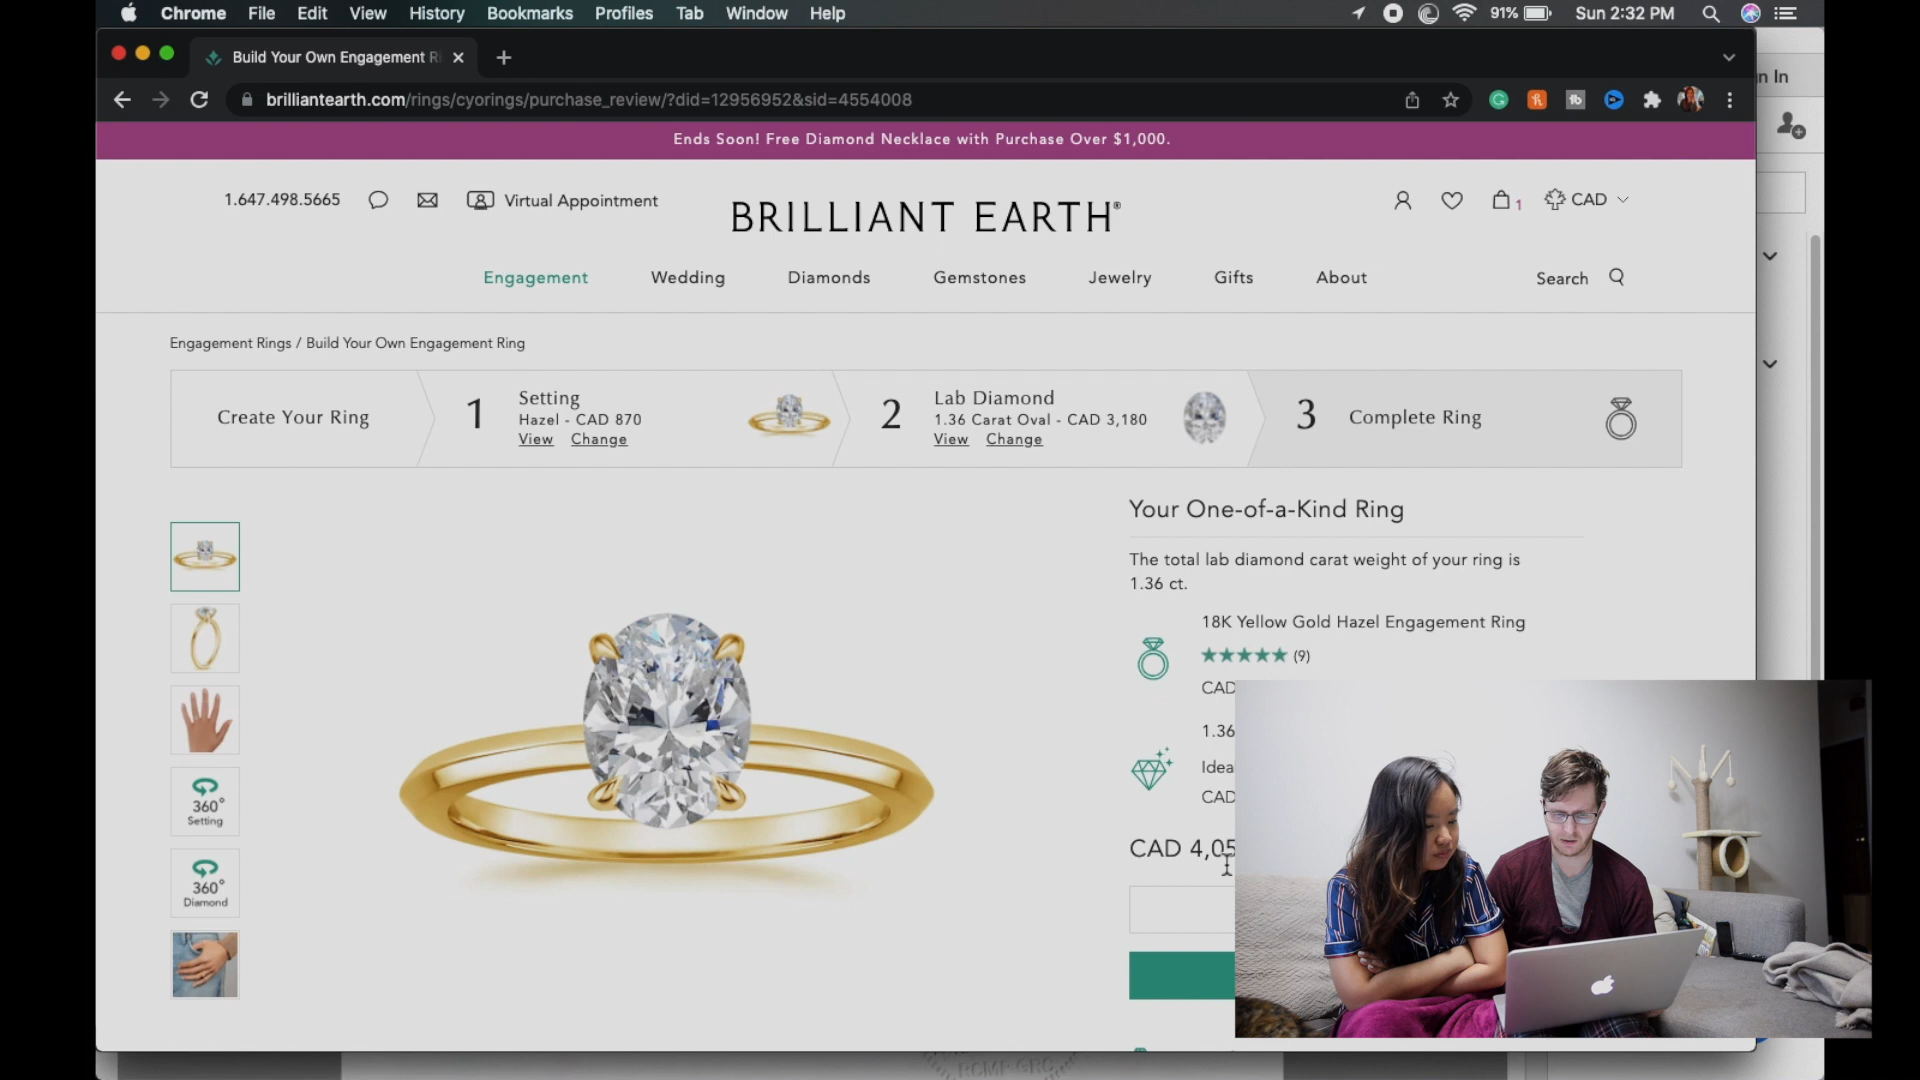 Chrome File Edit View History Bookmarks Profiles Tab Window Help 91% Sun 2:32 PM
Build Your Own Engagement
n In
brilliantearth.com/rings/cyorings/purchase_review/?did=12956952&sid=4554008
Ends Soon! Free Diamond Necklace with Purchase Over $1,000.
1.647.498.5665 Virtual Appointment
BRILLIANT EARTH®
1 CAD
Engagement Wedding Diamonds Gemstones Jewelry Gifts About Search
Engagement Rings / Build Your Own Engagement Ring
Create Your Ring
1 Setting
Hazel - CAD 870
View Change
2 Lab Diamond
1.36 Carat Oval - CAD 3,180
View Change
3 Complete Ring
Your One-of-a-Kind Ring
The total lab diamond carat weight of your ring is
1.36 ct.
18K Yellow Gold Hazel Engagement Ring
(9)
CAD
1.36
Idea
CAD
CAD 4,05
360°
Setting
360°
Diamond